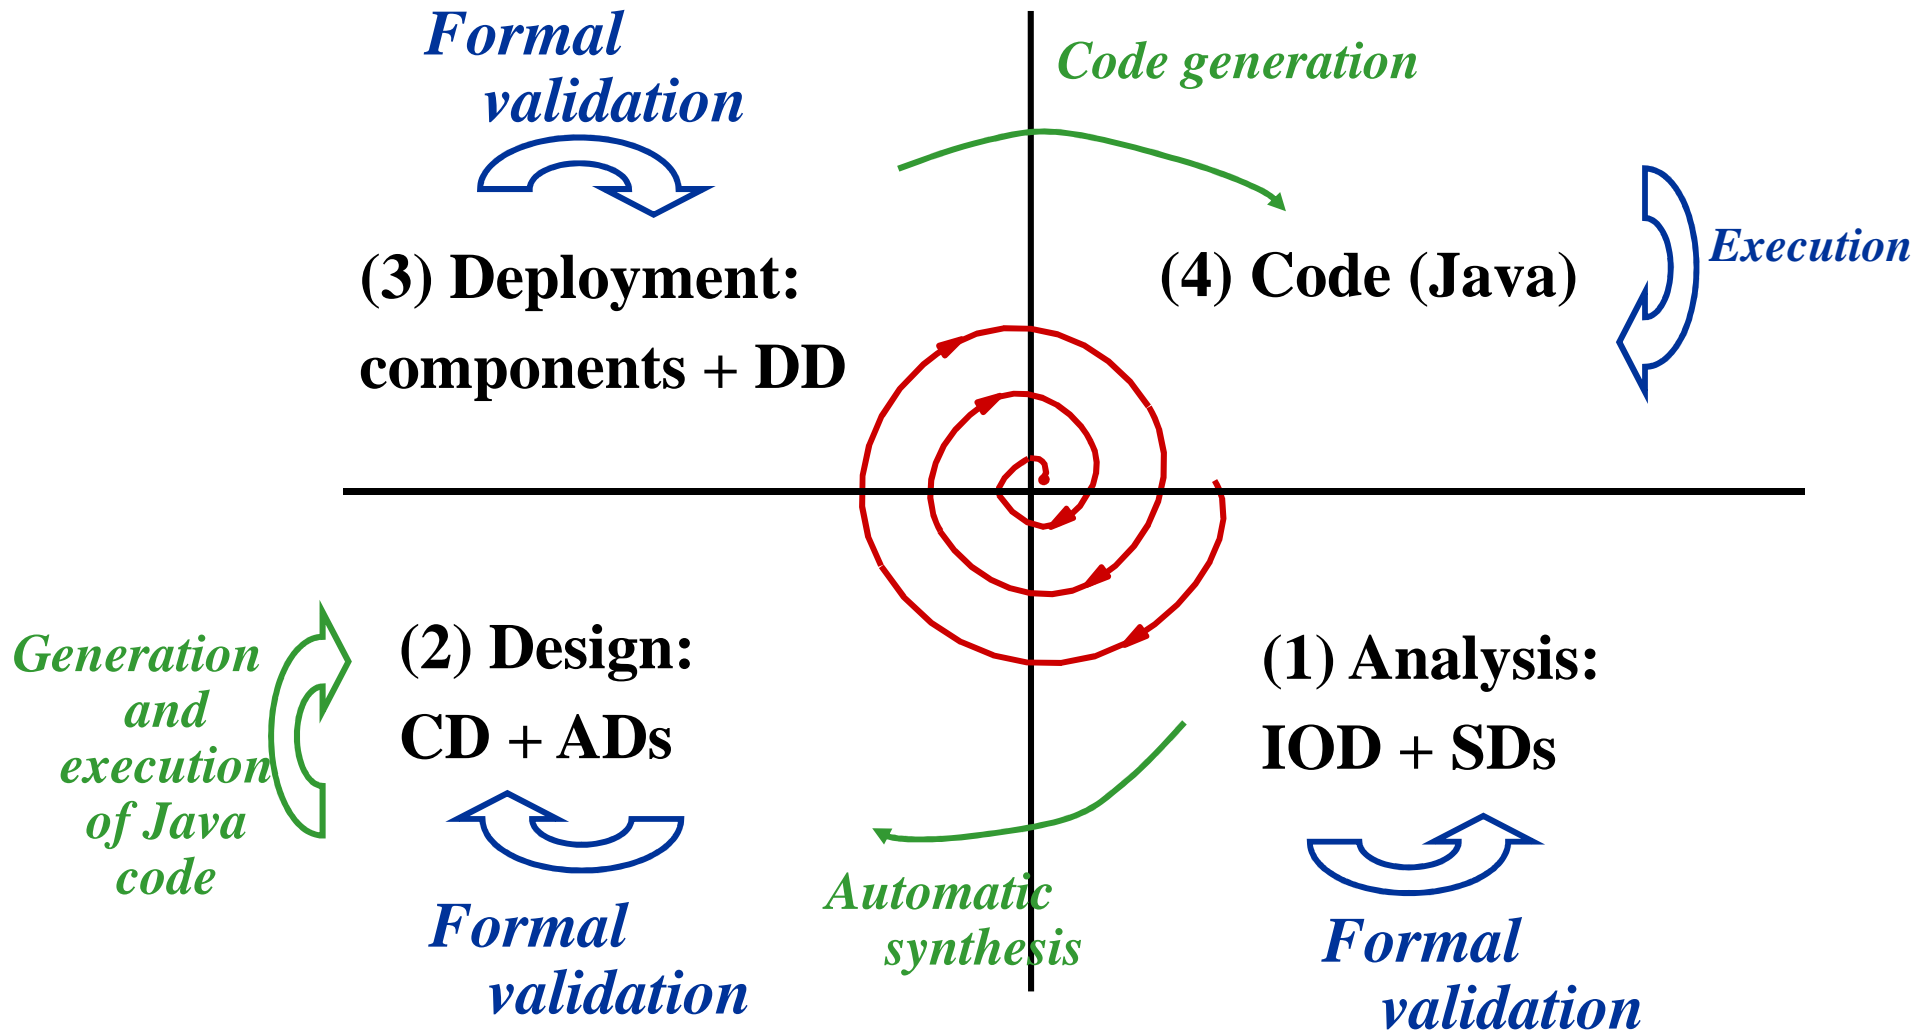 Formal
validation
Code generation
(3) Deployment:
components + DD
(4) Code (Java)
Execution
Generation
and
execution
of Java
code
(2) Design:
CD + ADs
(1) Analysis:
IOD + SDs
Formal
validation
Automatic
synthesis
Formal
validation